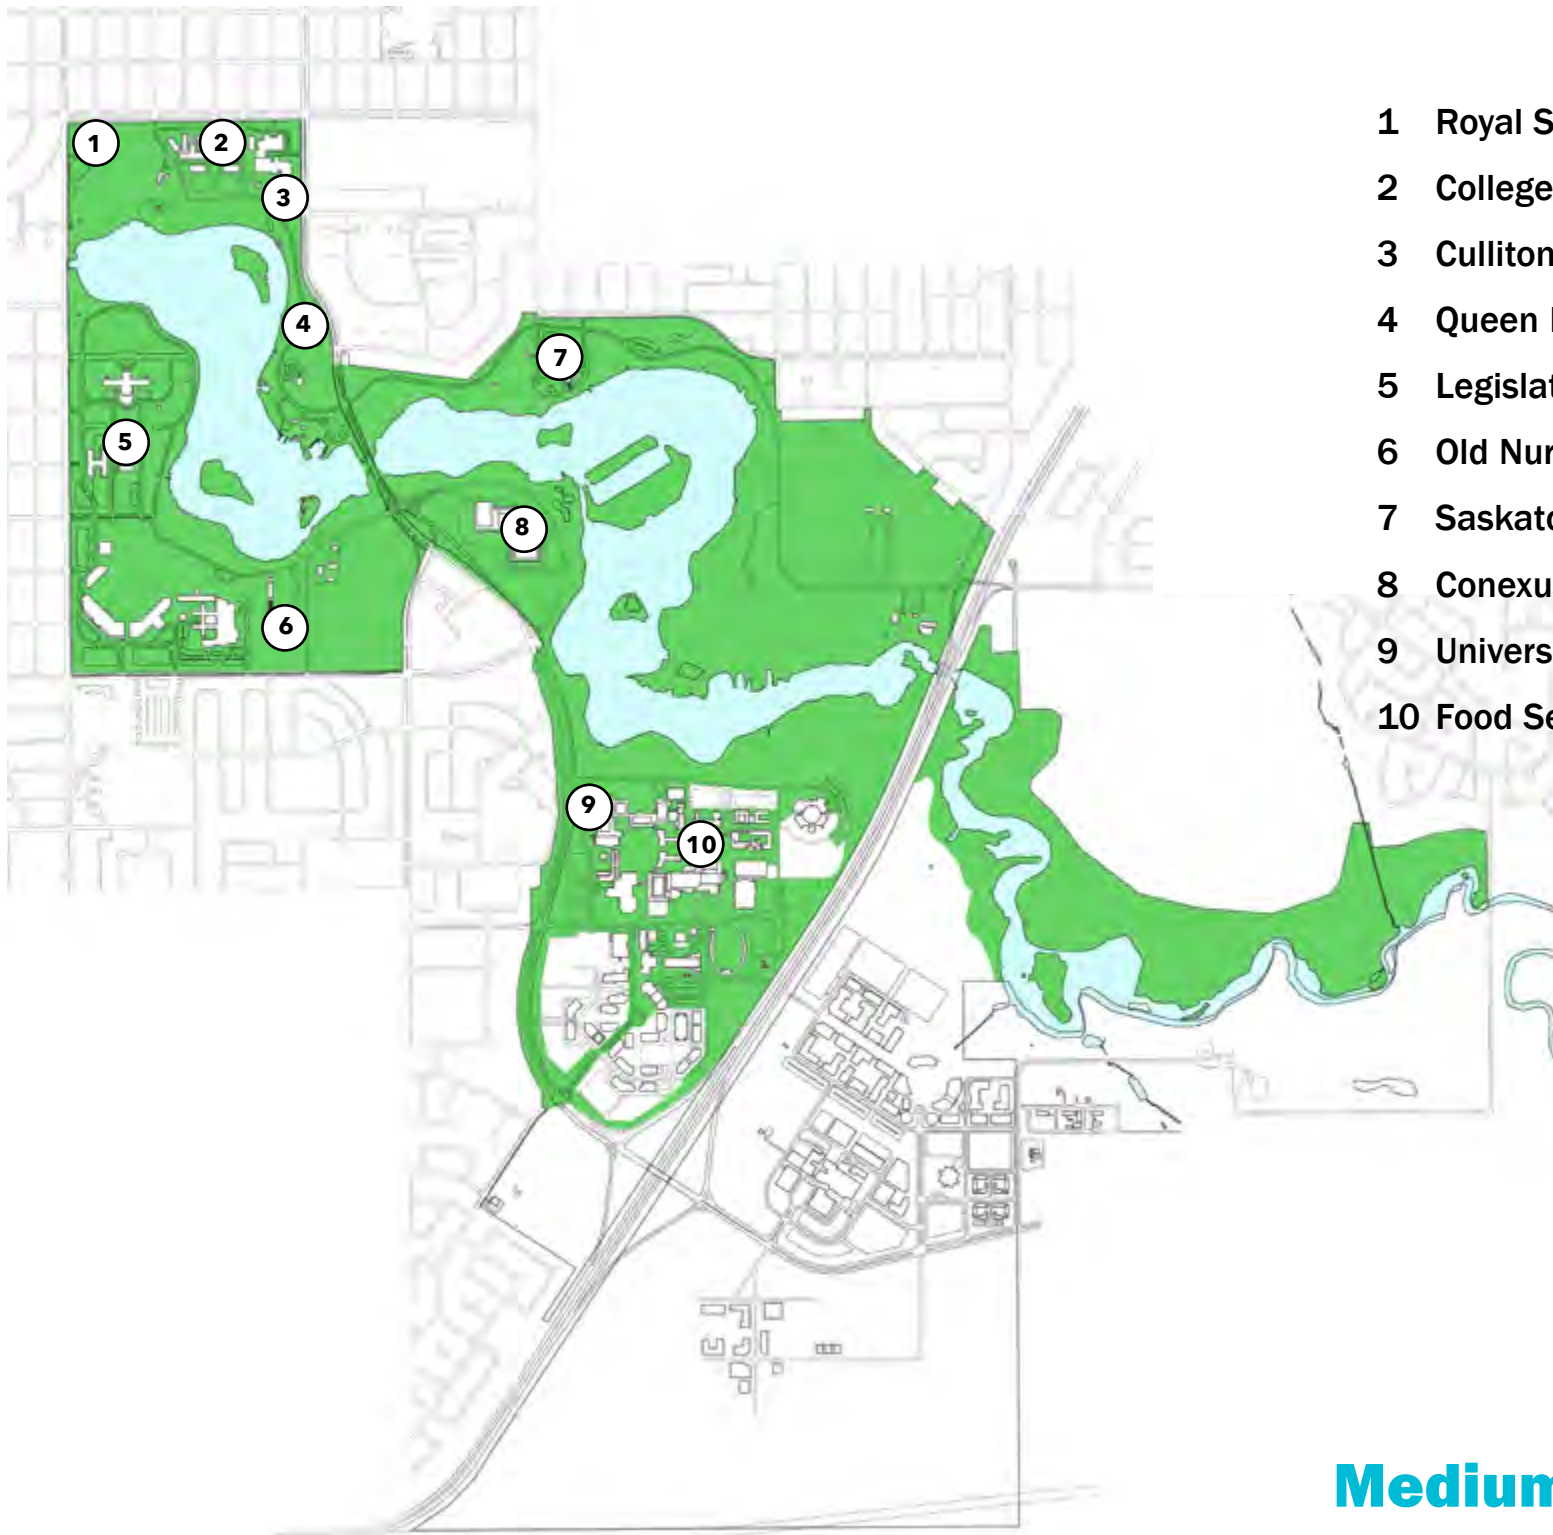 1 Royal S
2 College
3 Culliton
4 Queen
5 Legislat
6 Old Nur
7 Saskato
8 Conexu
9 Univers
10 Food Se
1
2
3
4
7
5
8
6
9
10
Medium